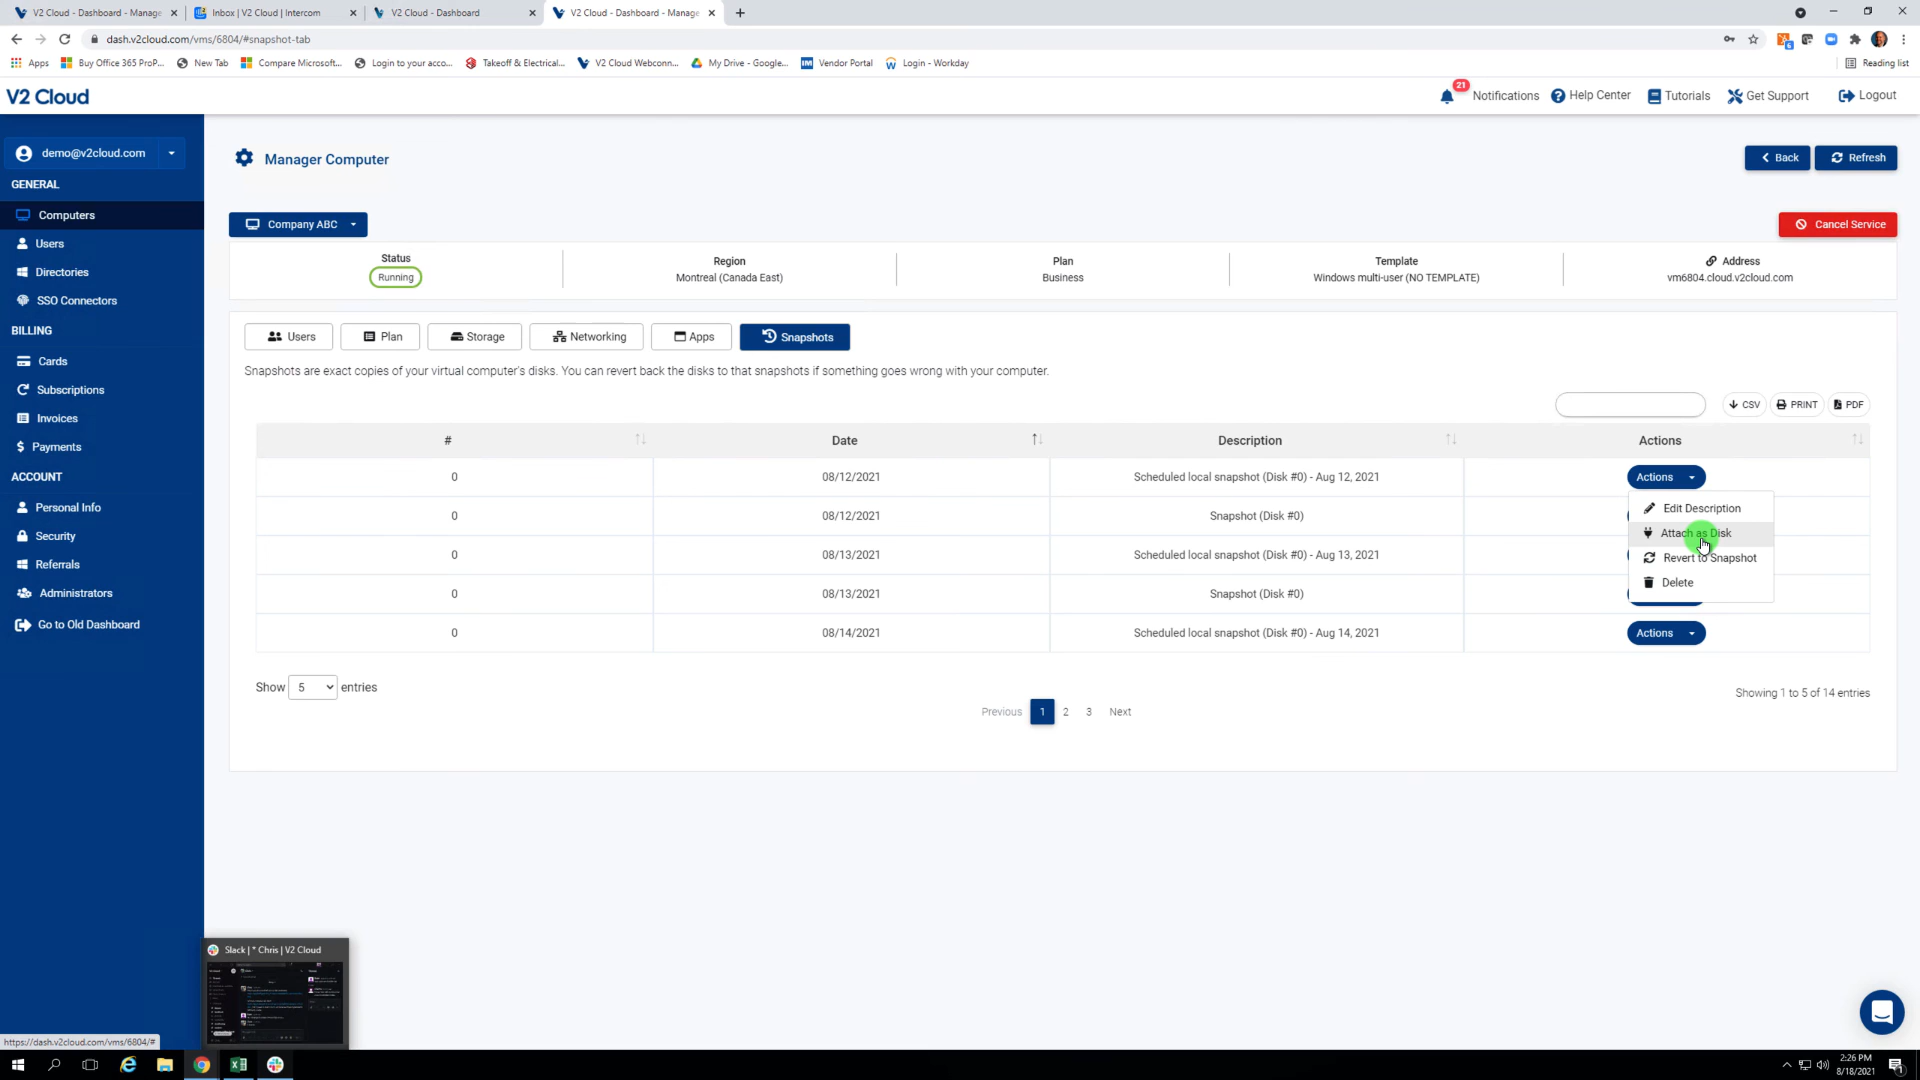 V2 Cloud - Dashboard - Manage
Inbox | V2 Cloud | Intercom
V2 Cloud - Dashboard
V2 Cloud - Dashboard - Manage
dash.v2cloud.com/vms/6804/#snapshot-tab
Apps
Buy Office 365 ProP...
New Tab
Compare Microsoft...
Login to your acco...
Takeoff & Electrical...
V2 Cloud Webconn...
My Drive - Google...
Vendor Portal
Login - Workday
Reading list
V2 Cloud
21
Notifications
Help Center
Tutorials
Get Support
Logout
demo@v2cloud.com
GENERAL
Computers
Users
Directories
SSO Connectors
BILLING
Cards
Subscriptions
Invoices
Payments
ACCOUNT
Personal Info
Security
Referrals
Administrators
Go to Old Dashboard
Manager Computer
Back
Refresh
Company ABC
Cancel Service
Status
Running
Region
Montreal (Canada East)
Plan
Business
Template
Windows multi-user (NO TEMPLATE)
Address
vm6804.cloud.v2cloud.com
Users
Plan
Storage
Networking
Apps
Snapshots
Snapshots are exact copies of your virtual computer's disks. You can revert back the disks to that snapshots if something goes wrong with your computer.
CSV
PRINT
PDF
# Date Description Actions
0 08/12/2021 Scheduled local snapshot (Disk #0) - Aug 12, 2021 Actions
0 08/12/2021 Snapshot (Disk #0)
0 08/13/2021 Scheduled local snapshot (Disk #0) - Aug 13, 2021
0 08/13/2021 Snapshot (Disk #0)
0 08/14/2021 Scheduled local snapshot (Disk #0) - Aug 14, 2021 Actions
Edit Description
Attach as Disk
Revert to Snapshot
Delete
Show 5 entries
Showing 1 to 5 of 14 entries
Previous 1 2 3 Next
Slack | * Chris | V2 Cloud
https://dash.v2cloud.com/vms/6804/#
2:26 PM
8/18/2021